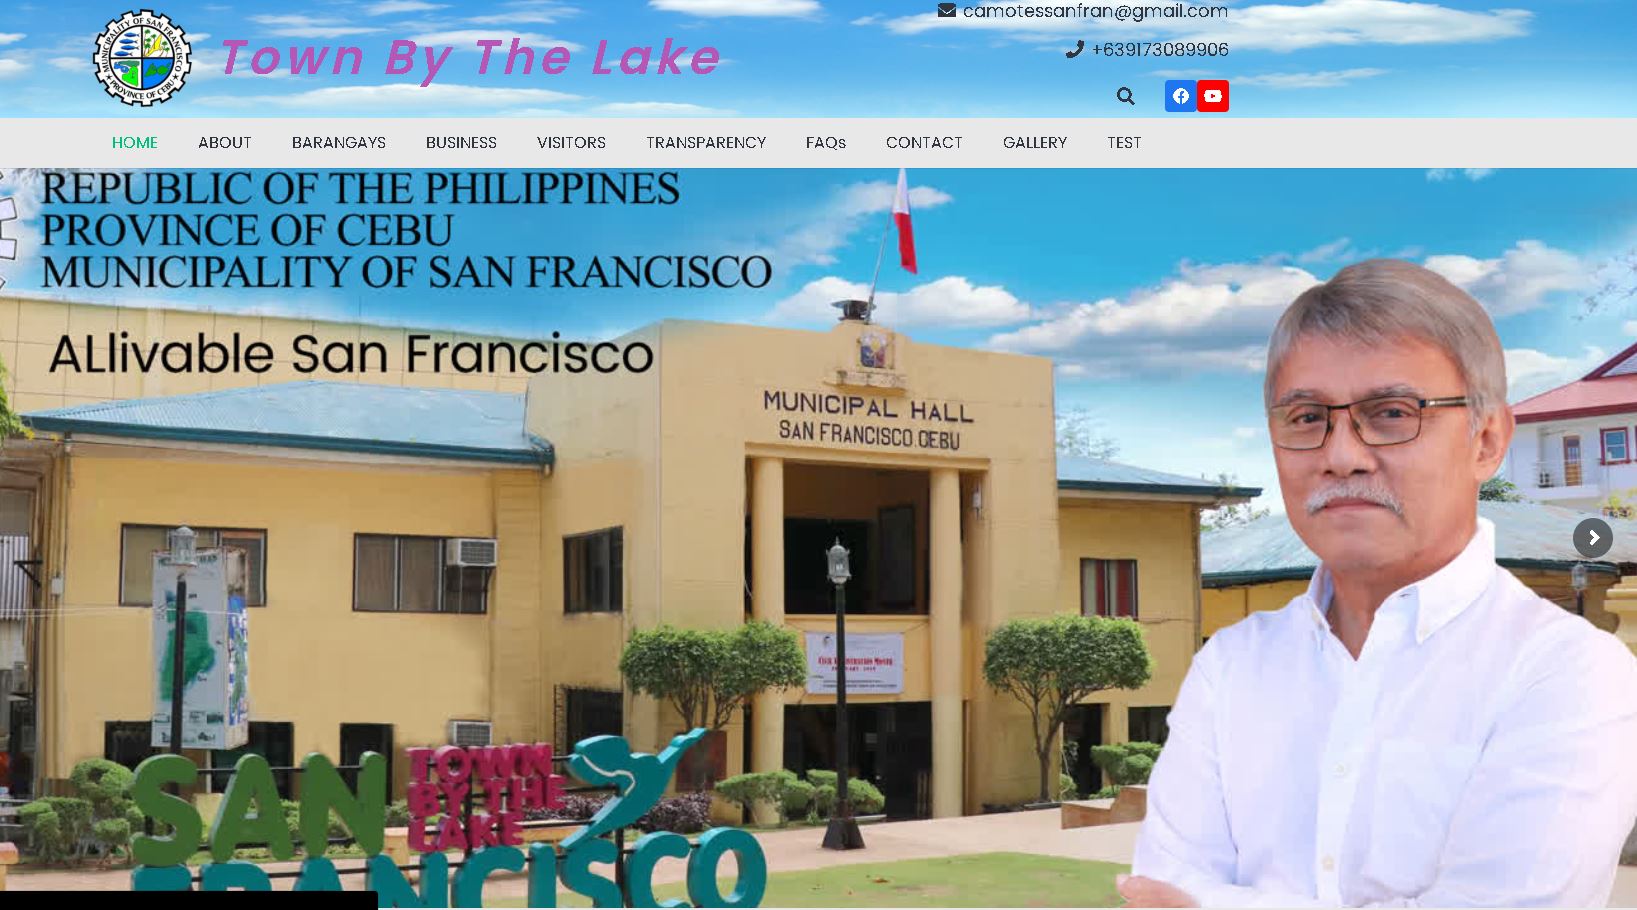 MUNICIPALITY OF SAN FRANCISCO
PROVINCE OF CEBU
Town By The Lake
camotessanfran@gmail.com
+639173089906
HOME ABOUT BARANGAYS BUSINESS VISITORS TRANSPARENCY FAQs CONTACT GALLERY TEST
REPUBLIC OF THE PHILIPPINES
PROVINCE OF CEBU
MUNICIPALITY OF SAN FRANCISCO
ALlivable San Francisco
MUNICIPAL HALL
SAN FRANCISCO, CEBU
SAN
TOWN
BY THE
LAKE
FRANCISCO